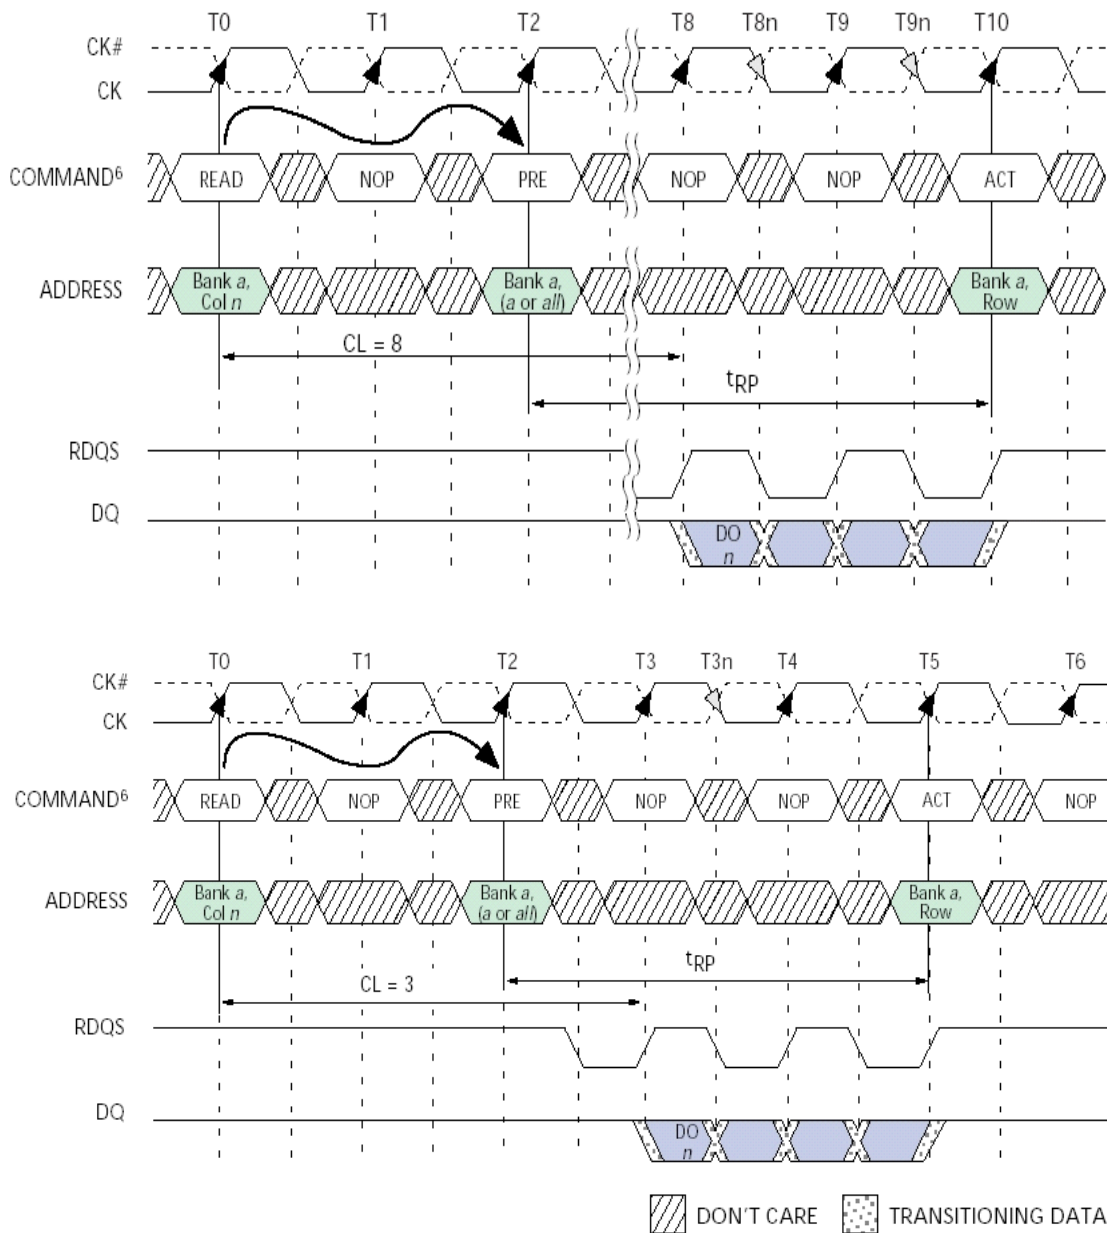 T0 T1 T2 T8 T8n T9 T9n T10
CK#
CK
COMMAND6 READ NOP PRE NOP NOP ACT
ADDRESS Bank a, Bank a, Bank a,
Col n (a or all) Row
CL = 8
tRP
RDQS
DQ
DO
n
T0 T1 T2 T3 T3n T4 T5 T6
CK#
CK
COMMAND6 READ NOP PRE NOP NOP ACT NOP
ADDRESS Bank a, Bank a, Bank a,
Col n (a or all) Row
tRP
CL = 3
RDQS
DQ
DO
n
DON'T CARE TRANSITIONING DATA